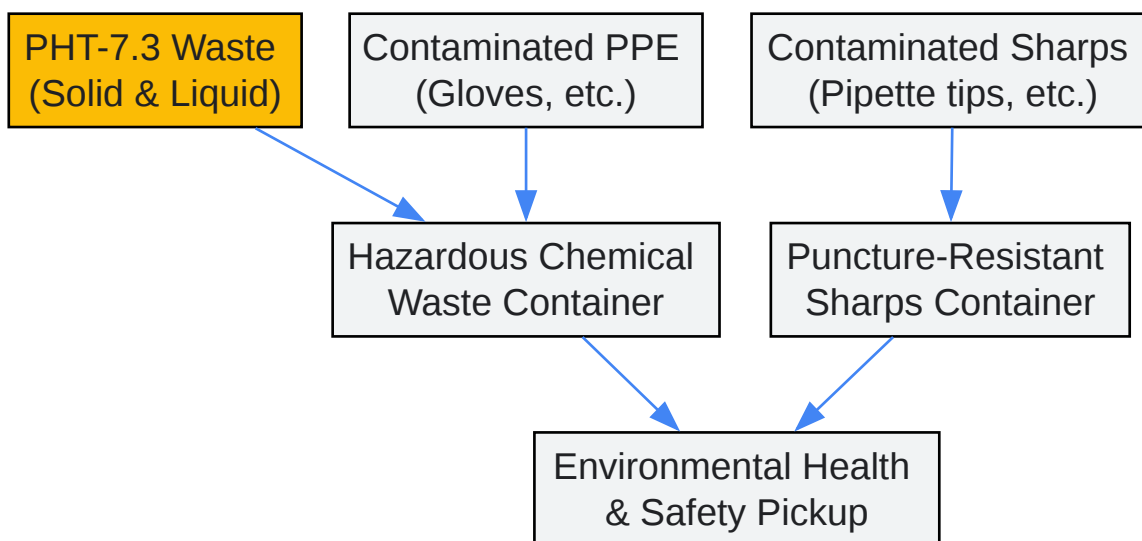 PHT-7.3 Waste
(Solid & Liquid)
Contaminated PPE
(Gloves, etc.)
Contaminated Sharps
(Pipette tips, etc.)
Hazardous Chemical
Waste Container
Puncture-Resistant
Sharps Container
Environmental Health
& Safety Pickup